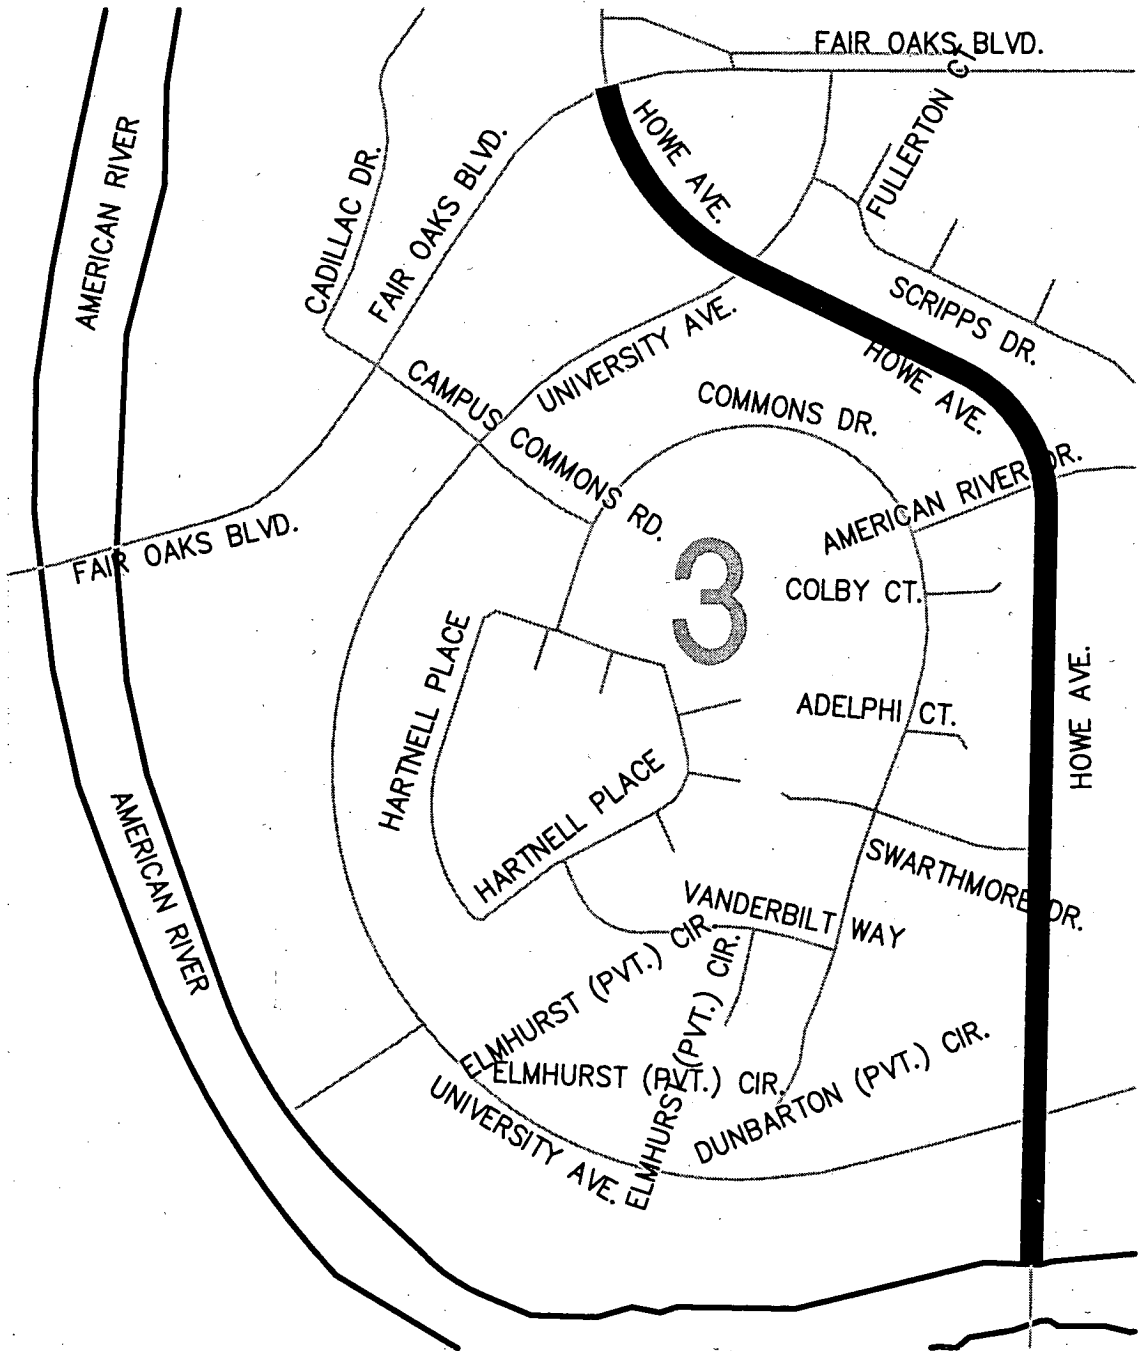 FAIR OAKS BLVD.
FULLERTON CT.
HOWE AVE.
AMERICAN RIVER
CADILLAC DR.
FAIR OAKS BLVD.
SCRIPPS DR.
UNIVERSITY AVE.
HOWE AVE.
CAMPUS COMMONS RD.
COMMONS DR.
AMERICAN RIVER DR.
FAIR OAKS BLVD.
3
COLBY CT.
HARTNELL PLACE
ADELPHI CT.
HOWE AVE.
HARTNELL PLACE
AMERICAN RIVER
SWARTHMORE DR.
VANDERBILT WAY
ELMHURST (PVT.) CIR.
ELMHURST (PVT.) CIR.
ELMHURST (PVT.) CIR.
DUNBARTON (PVT.) CIR.
UNIVERSITY AVE.